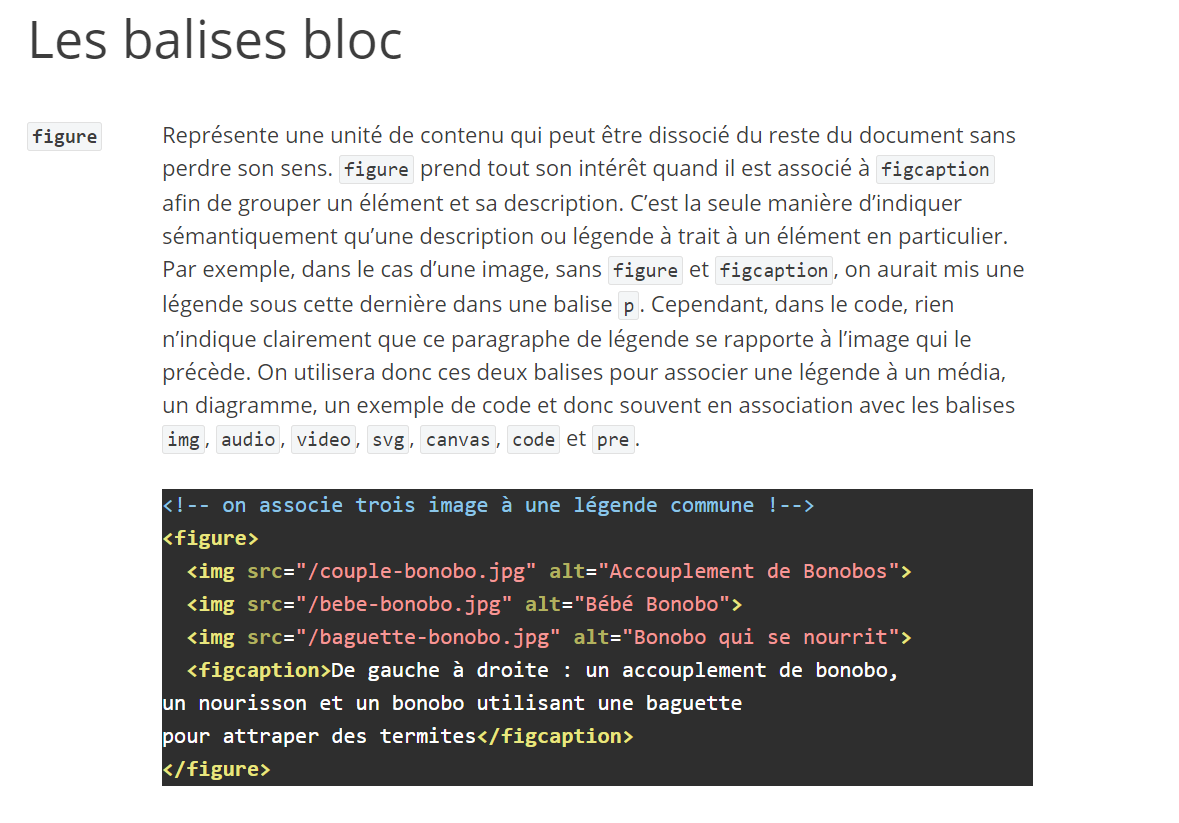 Les balises bloc
figure
Représente une unité de contenu qui peut être dissocié du reste du document sans
perdre son sens. figure prend tout son intérêt quand il est associé à figcaption
afin de grouper un élément et sa description. C’est la seule manière d’indiquer
sémantiquement qu’une description ou légende à trait à un élément en particulier.
Par exemple, dans le cas d’une image, sans figure et figcaption, on aurait mis une
légende sous cette dernière dans une balise p. Cependant, dans le code, rien
n’indique clairement que ce paragraphe de légende se rapporte à l’image qui le
précède. On utilisera donc ces deux balises pour associer une légende à un média,
un diagramme, un exemple de code et donc souvent en association avec les balises
img, audio, video, svg, canvas, code et pre.
<!-- on associe trois image à une légende commune !-->
<figure>
  <img src="/couple-bonobo.jpg" alt="Accouplement de Bonobos">
  <img src="/bebe-bonobo.jpg" alt="Bébé Bonobo">
  <img src="/baguette-bonobo.jpg" alt="Bonobo qui se nourrit">
  <figcaption>De gauche à droite : un accouplement de bonobo,
un nourisson et un bonobo utilisant une baguette
pour attraper des termites</figcaption>
</figure>